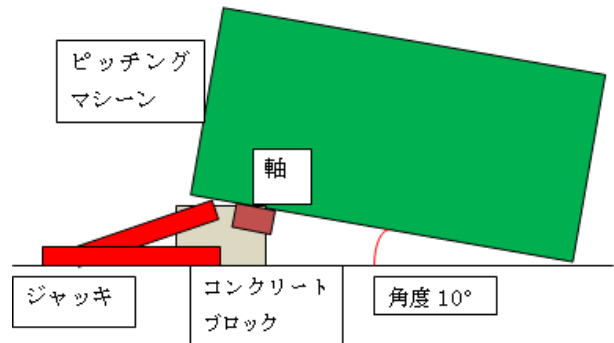 ピッチング
マシーン
軸
ジャッキ
コンクリート
ブロック
角度 10°